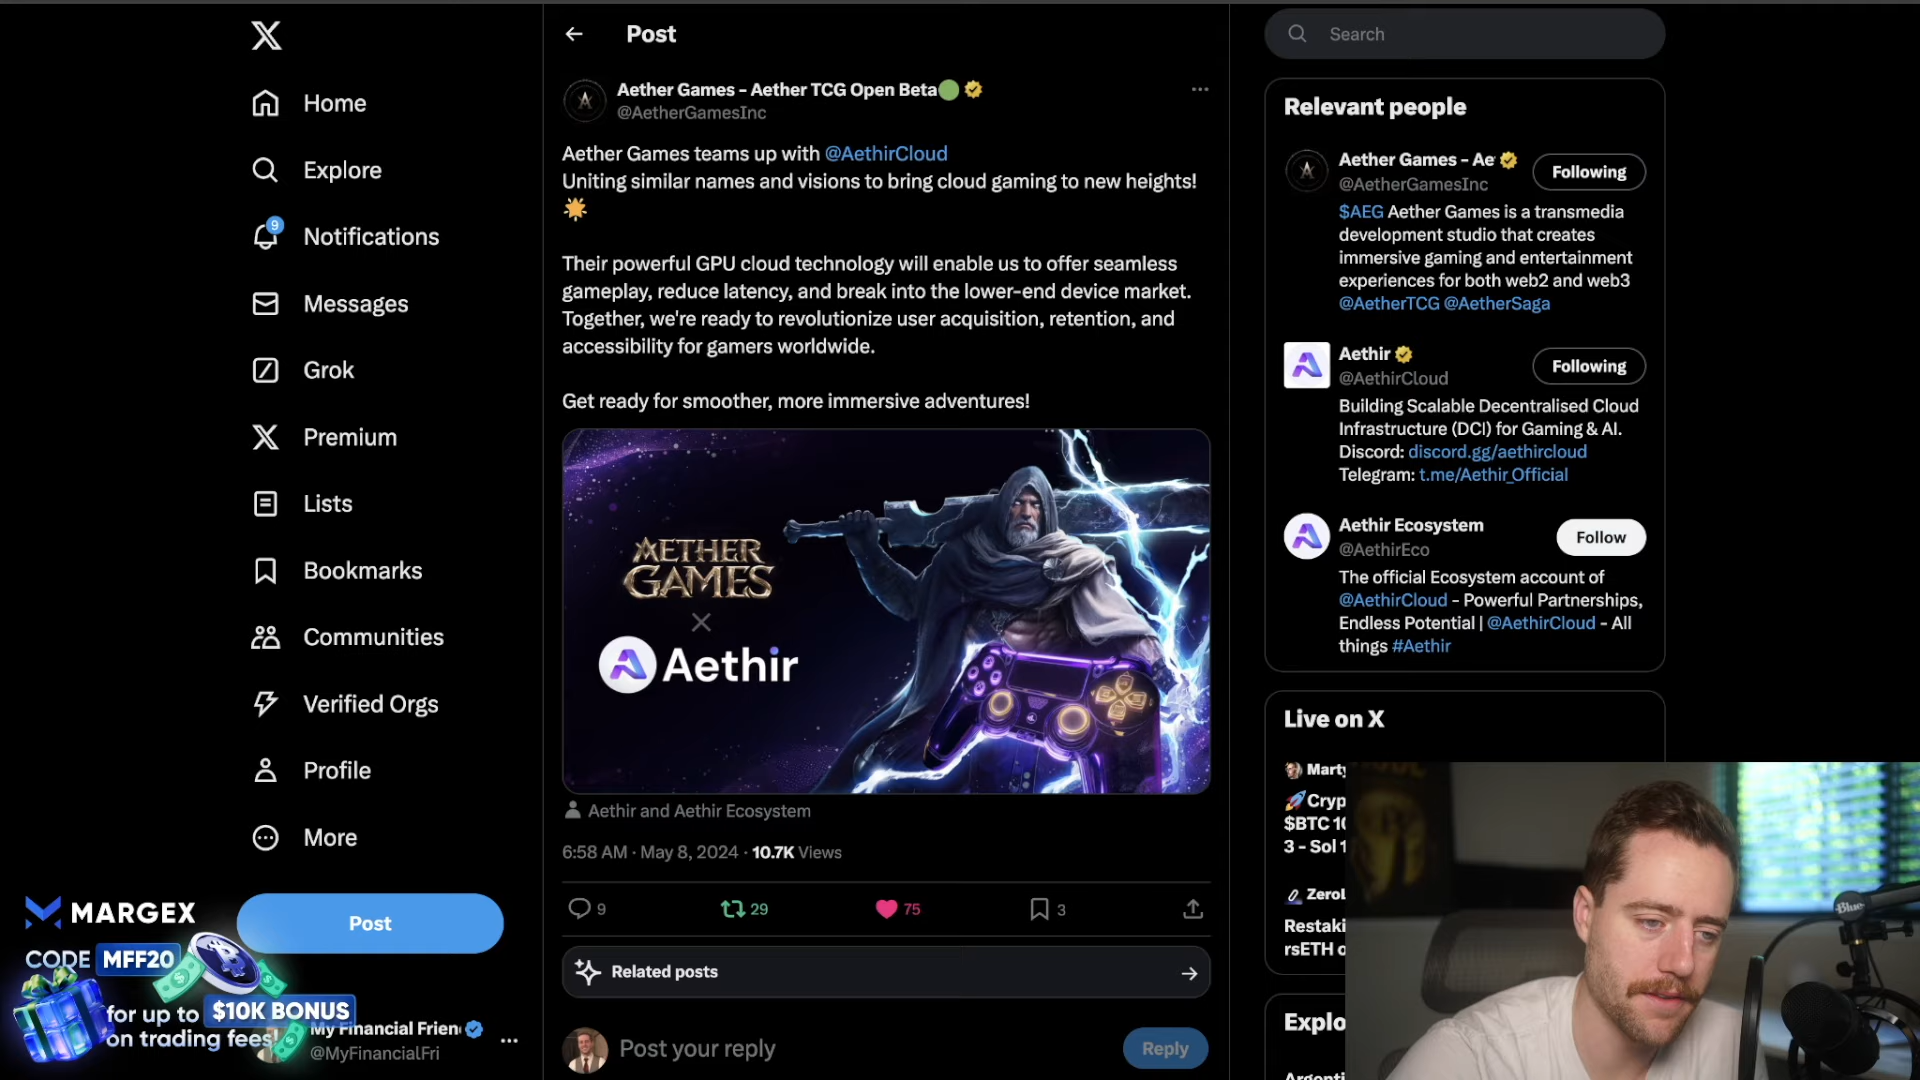 Home
Explore
9
Notifications
Messages
Grok
Premium
Lists
Bookmarks
Communities
Verified Orgs
Profile
More
Post
MARGEX
CODE MFF20
for up to $10K BONUS
on trading fees!
My Financial Frien
@MyFinancialFri
Post
Aether Games - Aether TCG Open Beta
@AetherGamesInc
Aether Games teams up with @AethirCloud
Uniting similar names and visions to bring cloud gaming to new heights!
Their powerful GPU cloud technology will enable us to offer seamless
gameplay, reduce latency, and break into the lower-end device market.
Together, we're ready to revolutionize user acquisition, retention, and
accessibility for gamers worldwide.
Get ready for smoother, more immersive adventures!
AETHER
GAMES
Aethir
Aethir and Aethir Ecosystem
6:58 AM · May 8, 2024 · 10.7K Views
9
29
75
3
Related posts
Post your reply
Reply
Search
Relevant people
Aether Games - Ae
Following
@AetherGamesInc
$AEG Aether Games is a transmedia
development studio that creates
immersive gaming and entertainment
experiences for both web2 and web3
@AetherTCG @AetherSaga
Aethir
Following
@AethirCloud
Building Scalable Decentralised Cloud
Infrastructure (DCI) for Gaming & AI.
Discord: discord.gg/aethircloud
Telegram: t.me/Aethir_Official
Aethir Ecosystem
Follow
@AethirEco
The official Ecosystem account of
@AethirCloud - Powerful Partnerships,
Endless Potential | @AethirCloud - All
things #Aethir
Live on X
Marty
Cryp
$BTC 10
3 - Sol 1
ZeroL
Restaki
rsETH o
Explo
Argenti
Blue